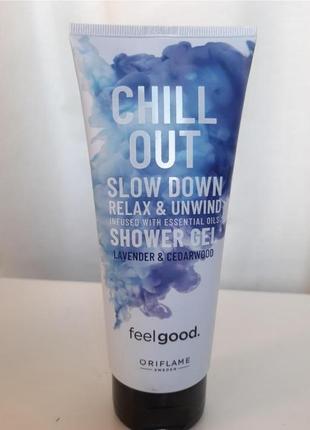 CHILL
OUT
SLOW DOWN
RELAX & UNWIND
INFUSED WITH ESSENTIAL OILS
SHOWER GEL
LAVENDER & CEDARWOOD
feelgood.
ORIFLAME
SWEDEN